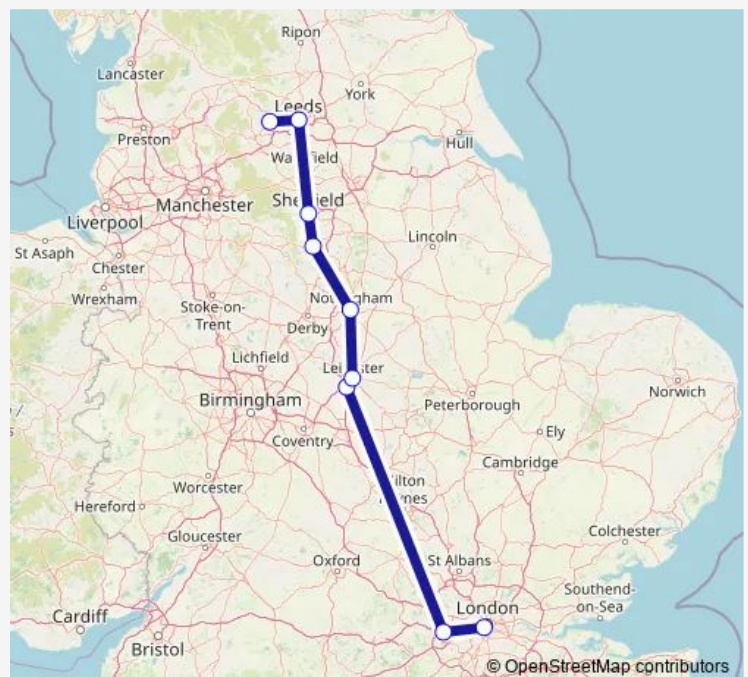 Ripon
Lancaster
York
Leeds
Preston
Hull
Wakefield
Manchester
Sheffield
Liverpool
Lincoln
St Asaph
Chester
Wrexham
Stoke-on-
Trent
Nottingham
Derby
Lichfield
Leicester
Norwich
Birmingham
Peterborough
Coventry
Ely
Cambridge
Worcester
Milton
Keynes
Hereford
Gloucester
Colchester
Oxford
St Albans
Southend-
on-Sea
London
Cardiff
Bristol
© OpenStreetMap contributors